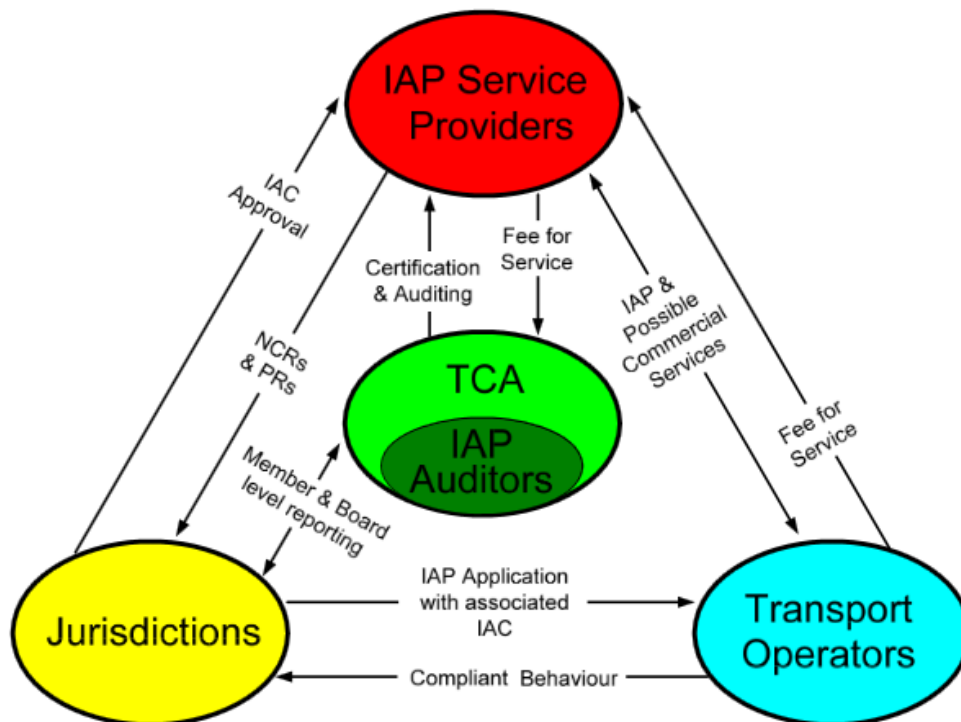 IAP Service
Providers
IAC
Approval
Certification
& Auditing
Fee for
Service
IAP &
Possible
Commercial
Services
NCRs
& PRs
TCA
IAP
Auditors
Fee for
Service
Member & Board
level reporting
Jurisdictions
IAP Application
with associated
IAC
Transport
Operators
Compliant Behaviour